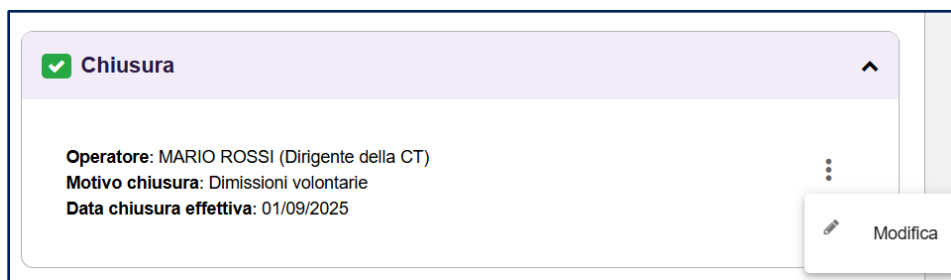 Chiusura
Operatore: MARIO ROSSI (Dirigente della CT)
Motivo chiusura: Dimissioni volontarie
Data chiusura effettiva: 01/09/2025
Modifica